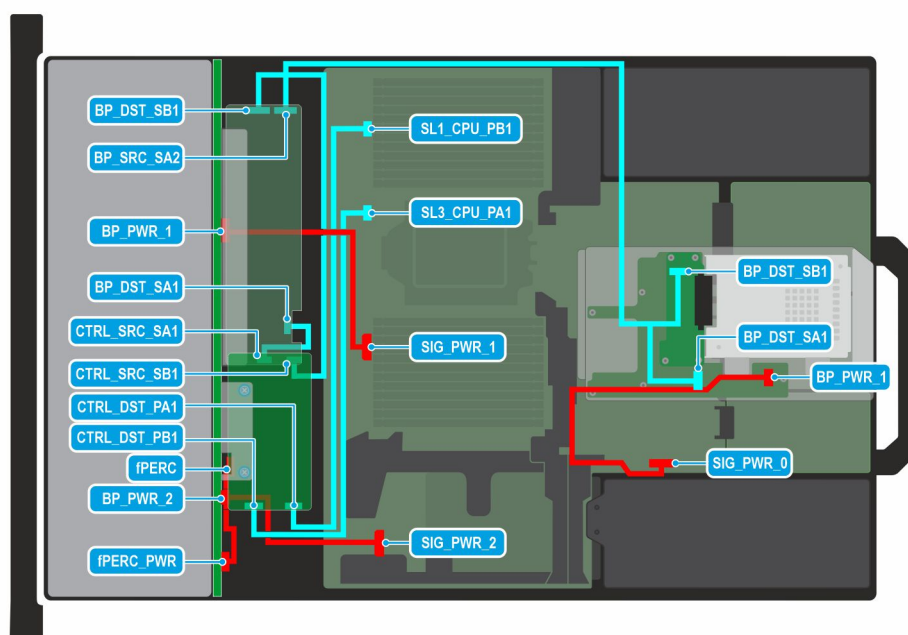 BP_DST_SB1
BP_SRC_SA2
BP_PWR_1
BP_DST_SA1
CTRL_SRC_SA1
CTRL_SRC_SB1
CTRL_DST_PA1
CTRL_DST_PB1
fPERC
BP_PWR_2
fPERC_PWR
SL1_CPU_PB1
SL3_CPU_PA1
SIG_PWR_1
SIG_PWR_2
BP_DST_SB1
BP_DST_SA1
BP_PWR_1
SIG_PWR_0